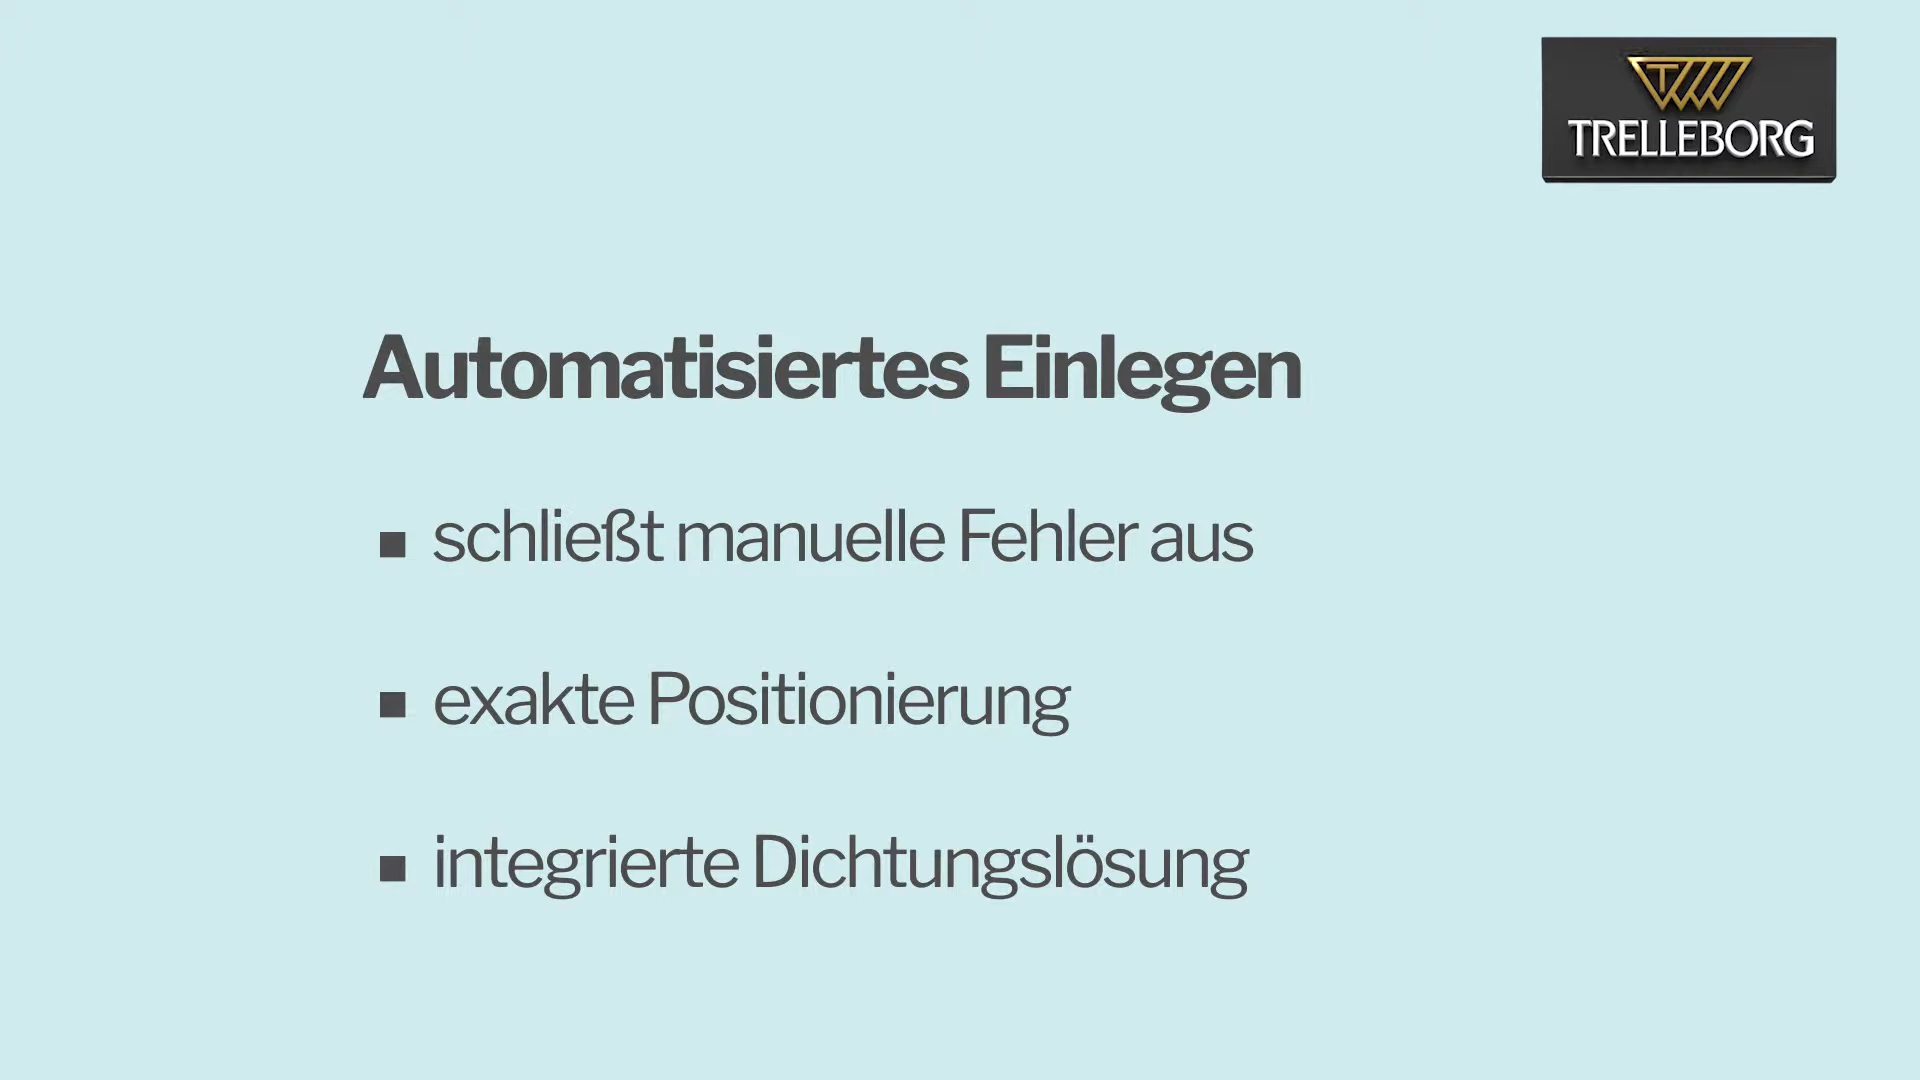 TRELLEBORG
Automatisiertes Einlegen
schließt manuelle Fehler aus
exakte Positionierung
integrierte Dichtungslösung